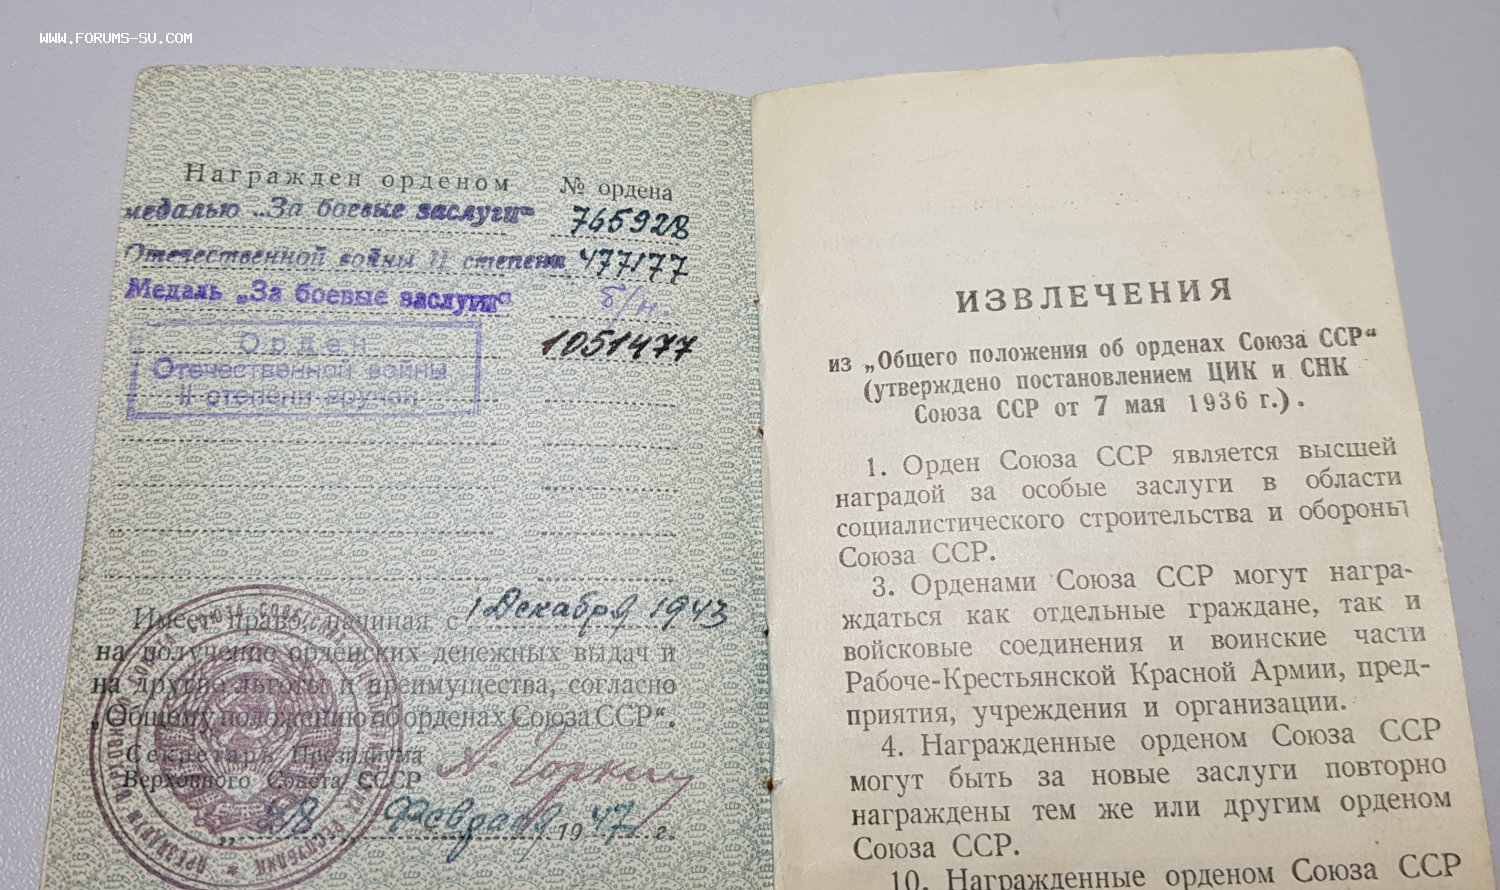 WWW.FORUMS-SU.COM
Награжден орденом № ордена
медалью „За боевые заслуги“ 765928
Отечественной войны II степени 477177
Медаль „За боевые заслуги“ б/н.
1051477
Орден
Отечественной войны
II степени вручен
Имеет право начиная с 1 Декабря 1943
на получение орденских денежных выдач и
на другие льготы и преимущества, согласно
„Общему положению об орденах Союза ССР“.
Секретарь Президиума
Верховного Совета СССР А. Горкин
„28 Февраля 1947 г.
ИЗВЛЕЧЕНИЯ
из „Общего положения об орденах Союза ССР“
(утверждено постановлением ЦИК и СНК
Союза ССР от 7 мая 1936 г.).
1. Орден Союза ССР является высшей
наградой за особые заслуги в области
социалистического строительства и обороны
Союза ССР.
3. Орденами Союза ССР могут награ-
ждаться как отдельные граждане, так и
войсковые соединения и воинские части
Рабоче-Крестьянской Красной Армии, пред-
приятия, учреждения и организации.
4. Награжденные орденом Союза ССР
могут быть за новые заслуги повторно
награждены тем же или другим орденом
Союза ССР.
10. Награжденные орденом Союза ССР